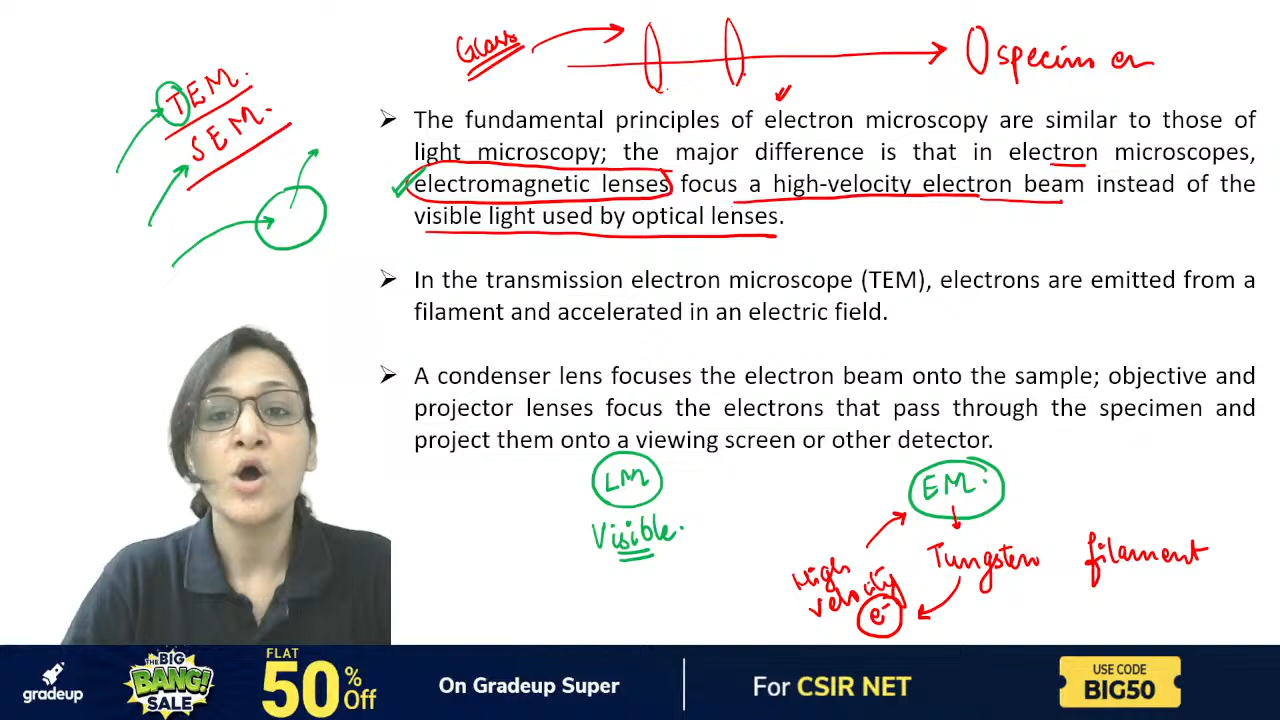 Glass
specimen
TEM.
SEM.
➢ The fundamental principles of electron microscopy are similar to those of
light microscopy; the major difference is that in electron microscopes,
electromagnetic lenses focus a high-velocity electron beam instead of the
visible light used by optical lenses.
➢ In the transmission electron microscope (TEM), electrons are emitted from a
filament and accelerated in an electric field.
➢ A condenser lens focuses the electron beam onto the sample; objective and
projector lenses focus the electrons that pass through the specimen and
project them onto a viewing screen or other detector.
LM
Visible.
EM.
Tungsten filament
High
velocity
e-
gradeup
THE BIG
BANG!
SALE
FLAT
50% Off
On Gradeup Super
For CSIR NET
USE CODE
BIG50